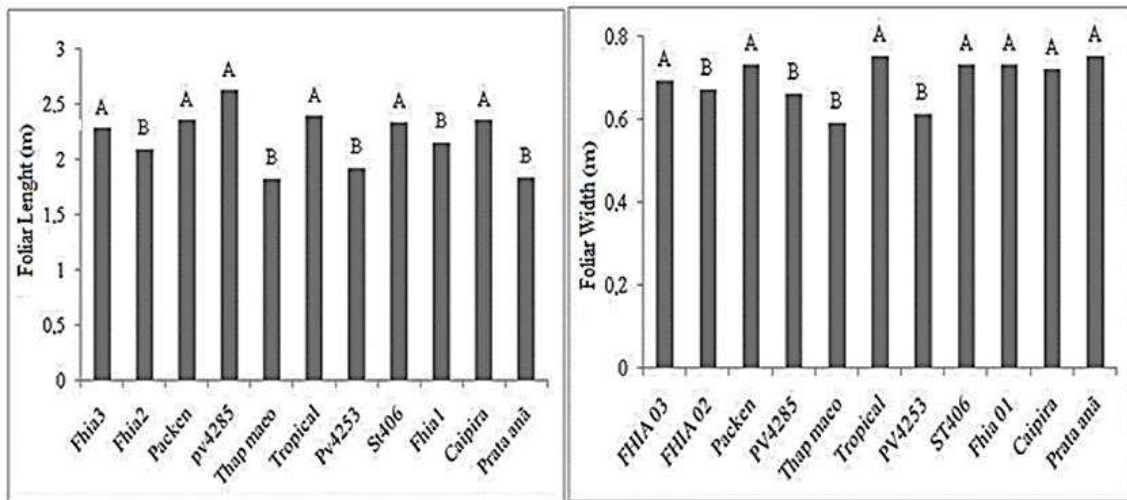 Foliar Lenght (m)
3
2.5
2
1.5
1
0.5
0
A
B
A
A
B
A
B
A
B
A
B
Fhia3
Fhia2
Packen
pv4285
Thap maco
Tropical
Pv4253
St406
Fhia1
Caipira
Prata anã
Foliar Width (m)
0.8
0.6
0.4
0.2
0
A
B
A
B
B
A
B
A
A
A
A
FHIA 03
FHIA 02
Packen
PV4285
Thap maco
Tropical
PV4253
ST406
Fhia 01
Caipira
Prata anã